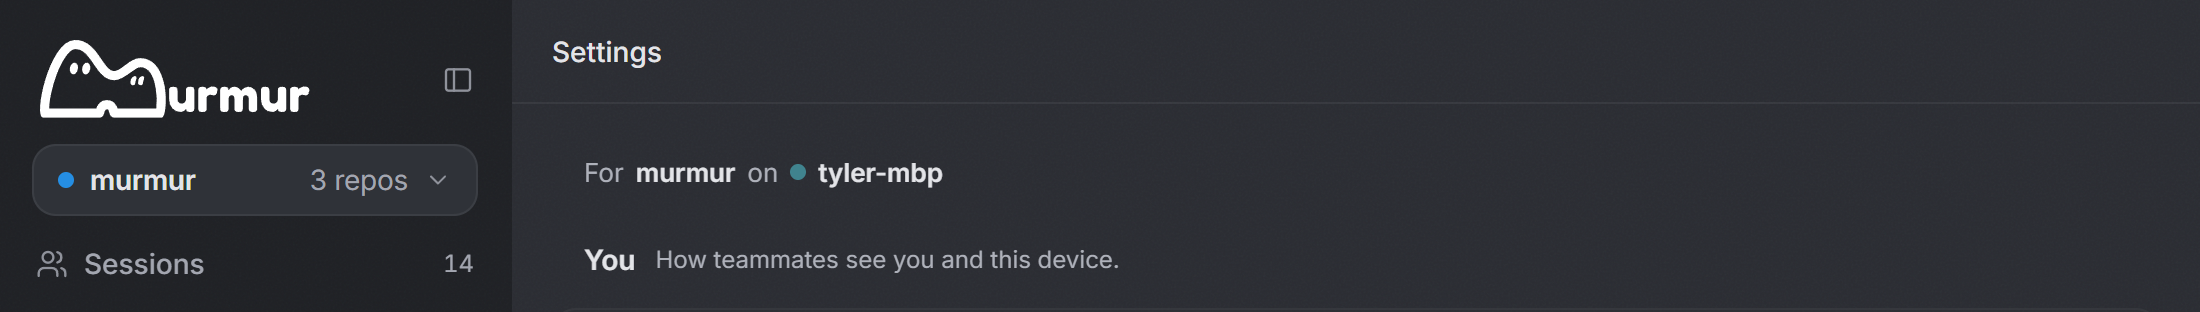 murmur
murmur 3 repos
Sessions 14
Settings
For murmur on tyler-mbp
You How teammates see you and this device.